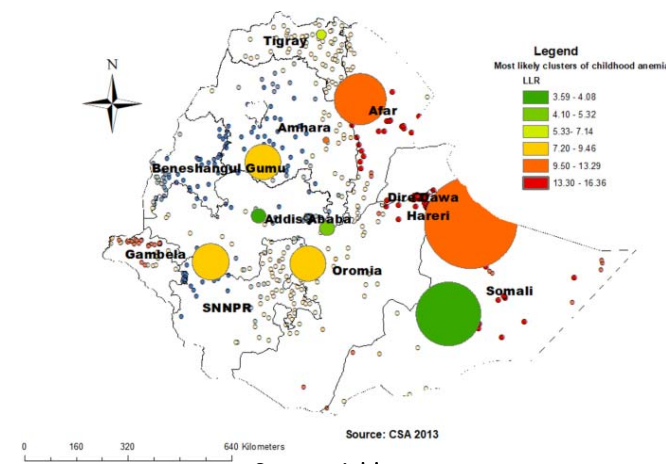 Tigray
N
Legend
Most likely clusters of childhood anemia
LLR
3.59 - 4.08
4.10 - 5.32
5.33- 7.14
7.20 - 9.46
9.50 - 13.29
13.30 - 16.36
Afar
Amhara
Beneshangul Gumu
Dire Dawa
Addis Ababa
Hareri
Gambela
Oromia
Somali
SNNPR
Source: CSA 2013
0 160 320 640 Kilometers